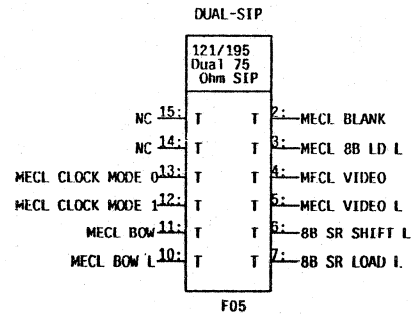 DUAL-SIP
121/195
Dual 75
Ohm SIP
NC 15: T T 2: MECL BLANK
NC 14: T T 3: MECL 8B LD L
MECL CLOCK MODE 0 13: T T 4: MECL VIDEO
MECL CLOCK MODE 1 12: T T 5: MECL VIDEO L
MECL BOW 11: T T 6: 8B SR SHIFT L
MECL BOW L 10: T T 7: 8B SR LOAD L
F05